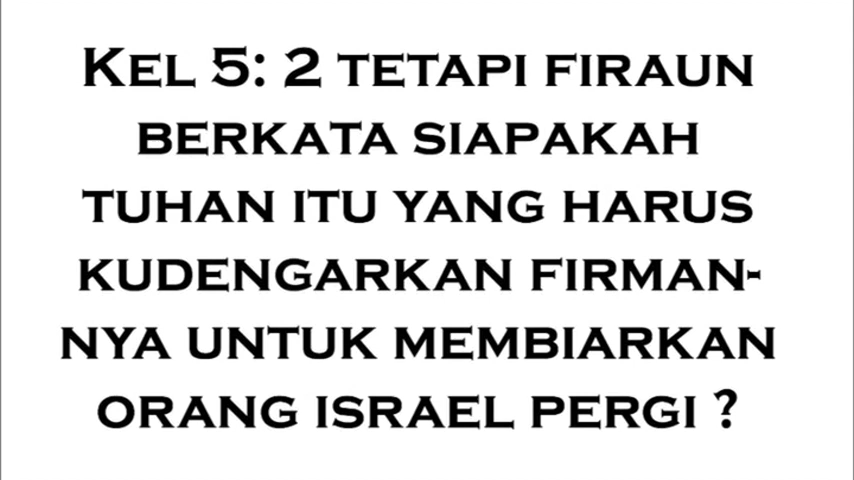 Kel 5: 2 tetapi firaun
berkata siapakah
tuhan itu yang harus
kudengarkan firman-
nya untuk membiarkan
orang israel pergi ?